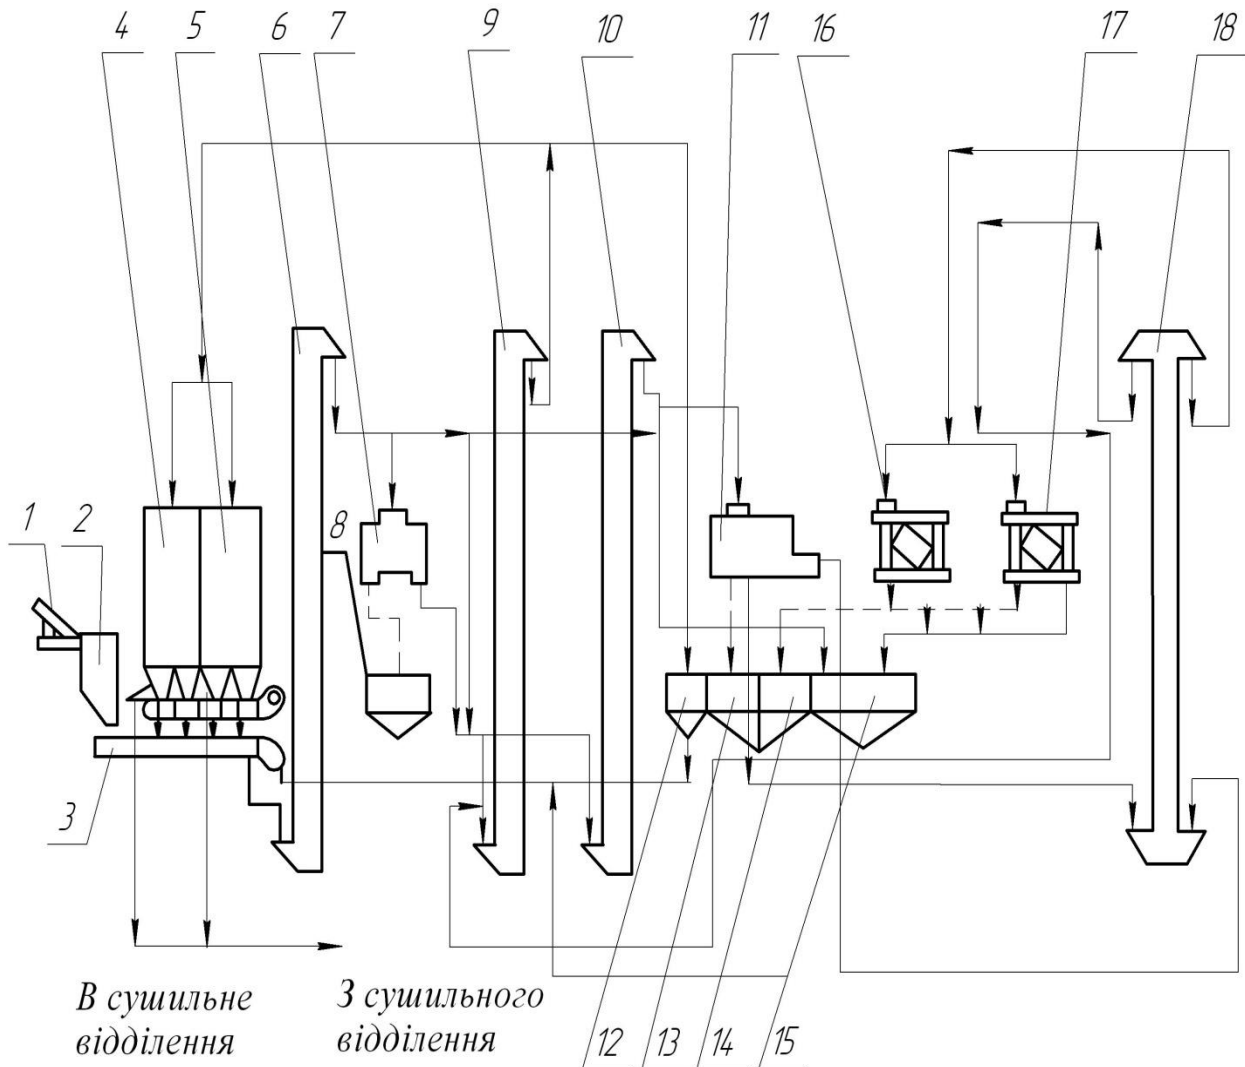 4 5 6 7 9 10 11 16 17 18
1 2 8
3
В сушильне
відділення
З сушильного
відділення
12 13 14 15